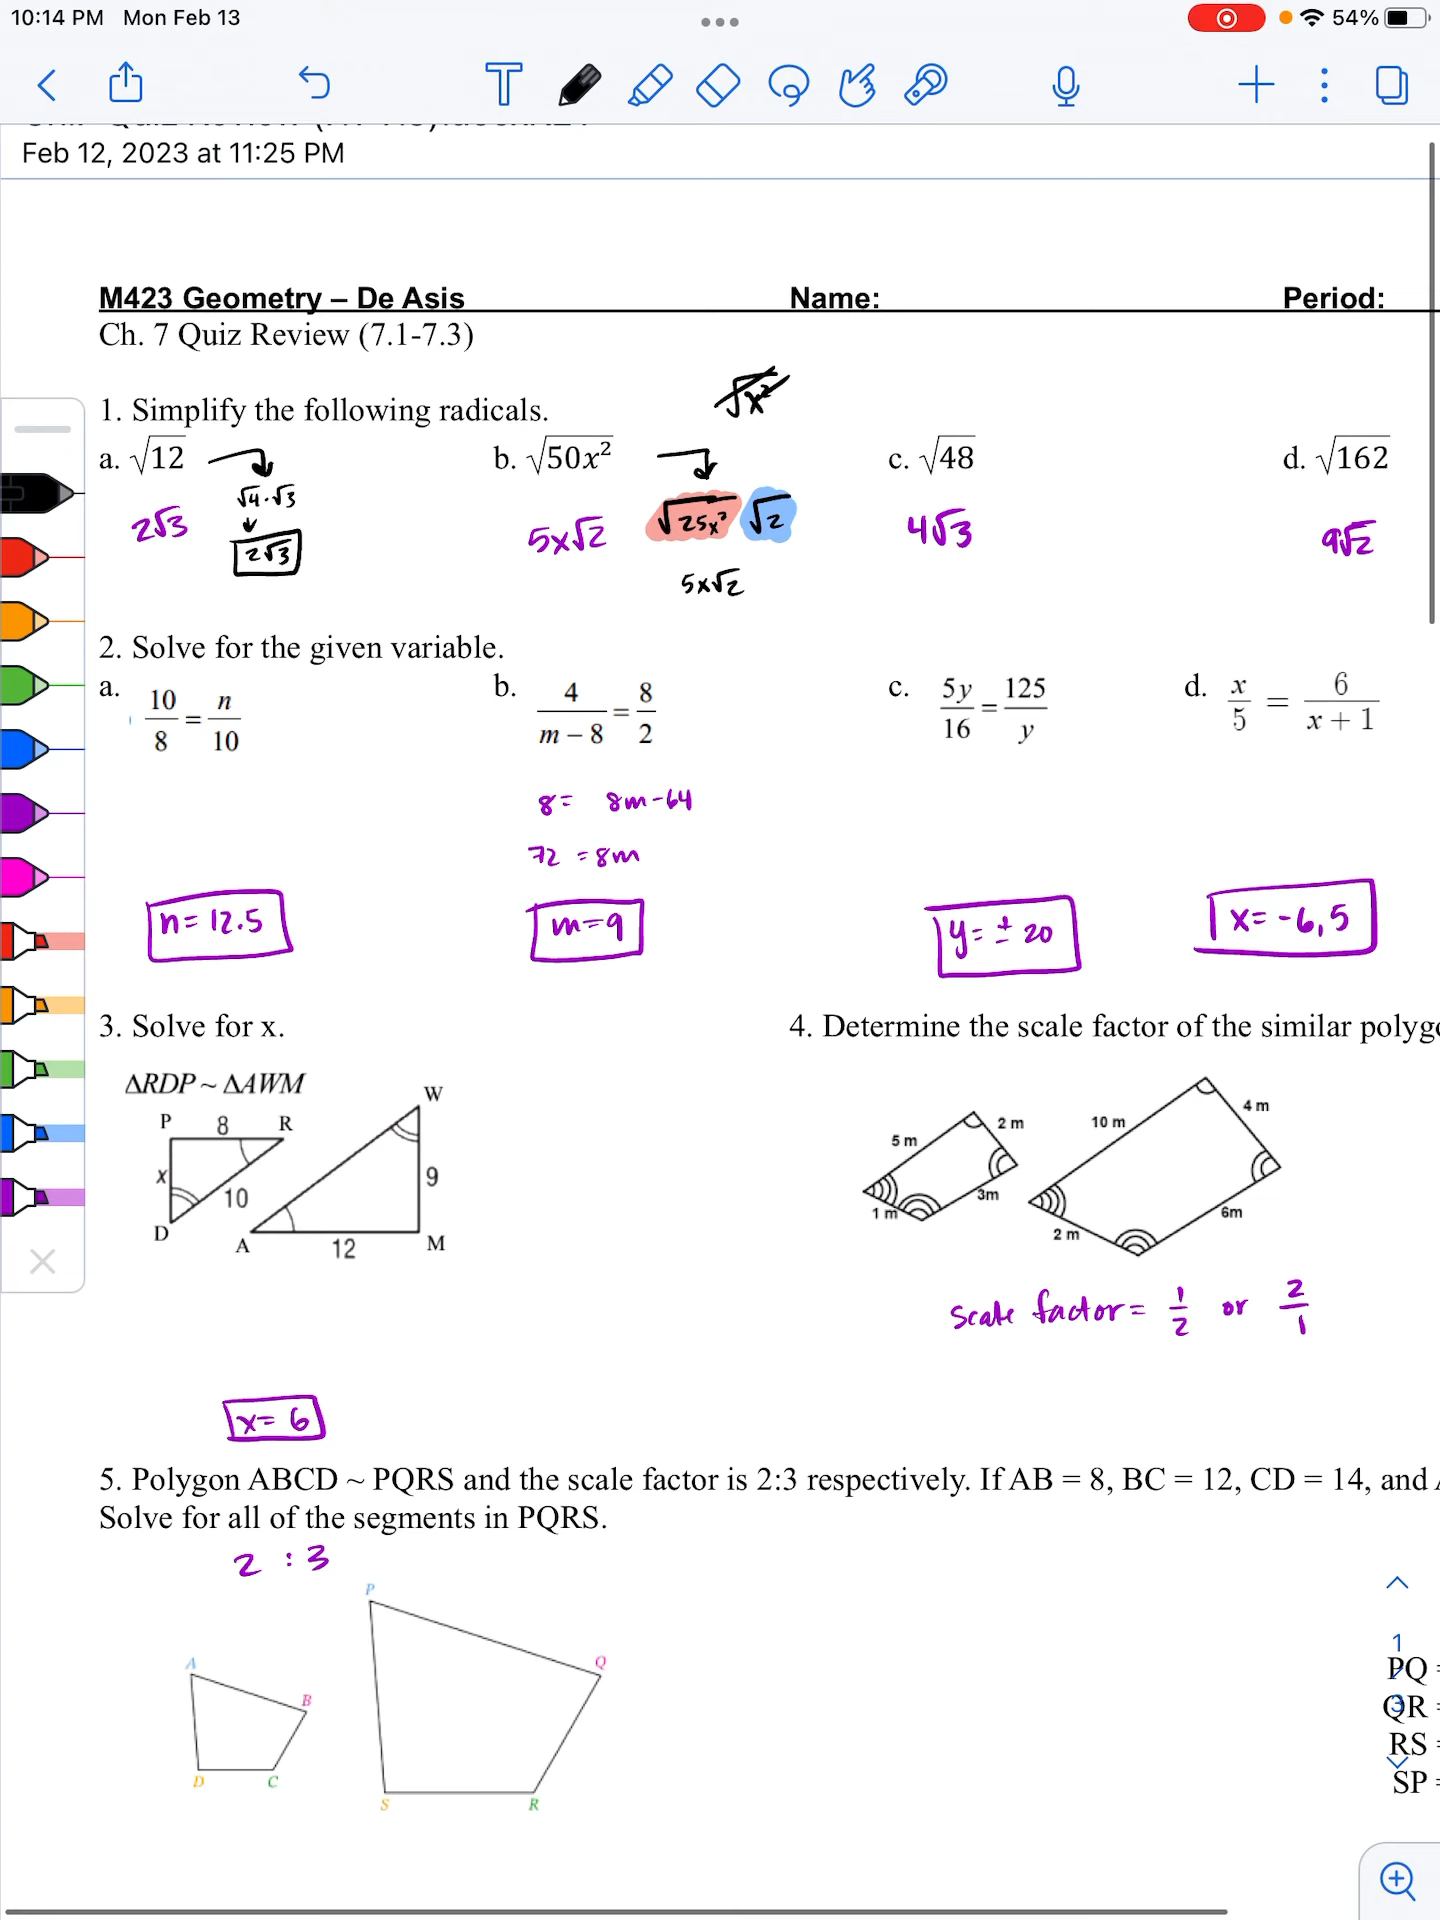 10:14 PM Mon Feb 13
54%
Feb 12, 2023 at 11:25 PM
M423 Geometry – De Asis Name: Period:
Ch. 7 Quiz Review (7.1-7.3)
√x²
1. Simplify the following radicals.
a. √12 b. √50x² c. √48 d. √162
√4·√3
2√3 5x√2 √25x² √2 4√3 9√2
2√3
5x√2
2. Solve for the given variable.
a. 10/8 = n/10 b. 4/(m – 8) = 8/2 c. 5y/16 = 125/y d. x/5 = 6/(x + 1)
8 = 8m-64
72 = 8m
n = 12.5 m=9 y = ± 20 x = -6, 5
3. Solve for x. 4. Determine the scale factor of the similar
ΔRDP ~ ΔAWM
P 8 R W
x 10 9
D A 12 M
5 m 2 m 10 m 4 m
1 m 3m 2 m 6m
Scale factor = 1/2 or 2/1
x = 6
5. Polygon ABCD ~ PQRS and the scale factor is 2:3 respectively. If AB = 8, BC = 12, CD = 14, and
Solve for all of the segments in PQRS.
2 : 3
P
A Q
B
D C
S R
1
PQ =
3
QR =
RS =
SP =